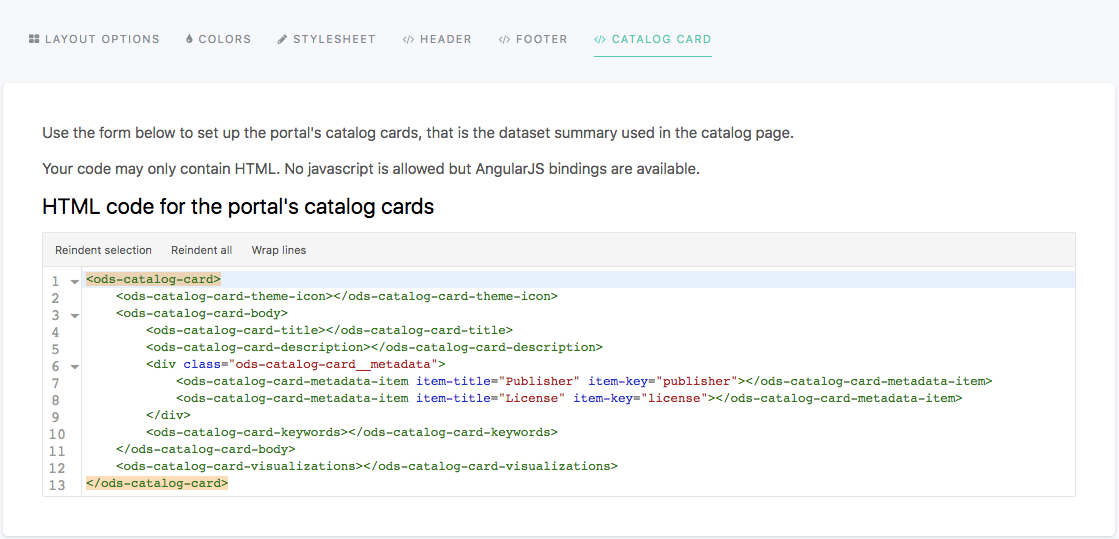 LAYOUT OPTIONS COLORS STYLESHEET </> HEADER </> FOOTER </> CATALOG CARD
Use the form below to set up the portal's catalog cards, that is the dataset summary used in the catalog page.
Your code may only contain HTML. No javascript is allowed but AngularJS bindings are available.
HTML code for the portal's catalog cards
Reindent selection Reindent all Wrap lines
1 <ods-catalog-card>
2 <ods-catalog-card-theme-icon></ods-catalog-card-theme-icon>
3 <ods-catalog-card-body>
4 <ods-catalog-card-title></ods-catalog-card-title>
5 <ods-catalog-card-description></ods-catalog-card-description>
6 <div class="ods-catalog-card__metadata">
7 <ods-catalog-card-metadata-item item-title="Publisher" item-key="publisher"></ods-catalog-card-metadata-item>
8 <ods-catalog-card-metadata-item item-title="License" item-key="license"></ods-catalog-card-metadata-item>
9 </div>
10 <ods-catalog-card-keywords></ods-catalog-card-keywords>
11 </ods-catalog-card-body>
12 <ods-catalog-card-visualizations></ods-catalog-card-visualizations>
13 </ods-catalog-card>